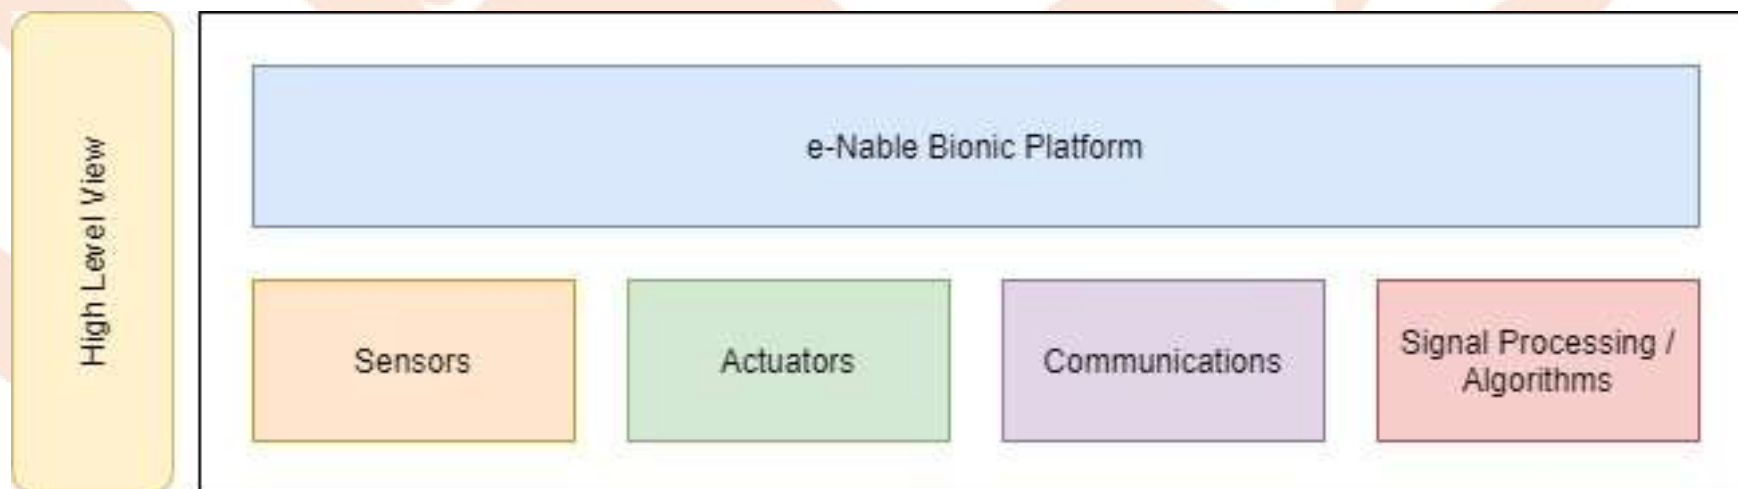 High Level View
e-Nable Bionic Platform
Sensors
Actuators
Communications
Signal Processing /
Algorithms